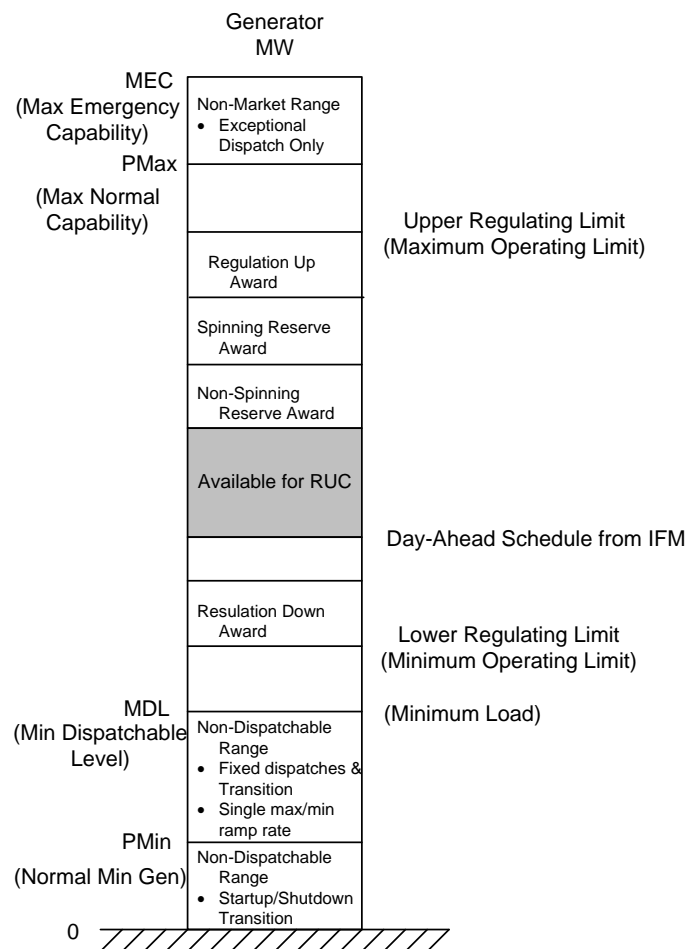 Generator
MW
MEC
(Max Emergency
Capability)
Non-Market Range
• Exceptional
Dispatch Only
PMax
(Max Normal
Capability)
Upper Regulating Limit
(Maximum Operating Limit)
Regulation Up
Award
Spinning Reserve
Award
Non-Spinning
Reserve Award
Available for RUC
Day-Ahead Schedule from IFM
Resulation Down
Award
Lower Regulating Limit
(Minimum Operating Limit)
MDL
(Min Dispatchable
Level)
(Minimum Load)
Non-Dispatchable
Range
• Fixed dispatches &
Transition
• Single max/min
ramp rate
PMin
(Normal Min Gen)
Non-Dispatchable
Range
• Startup/Shutdown
Transition
0